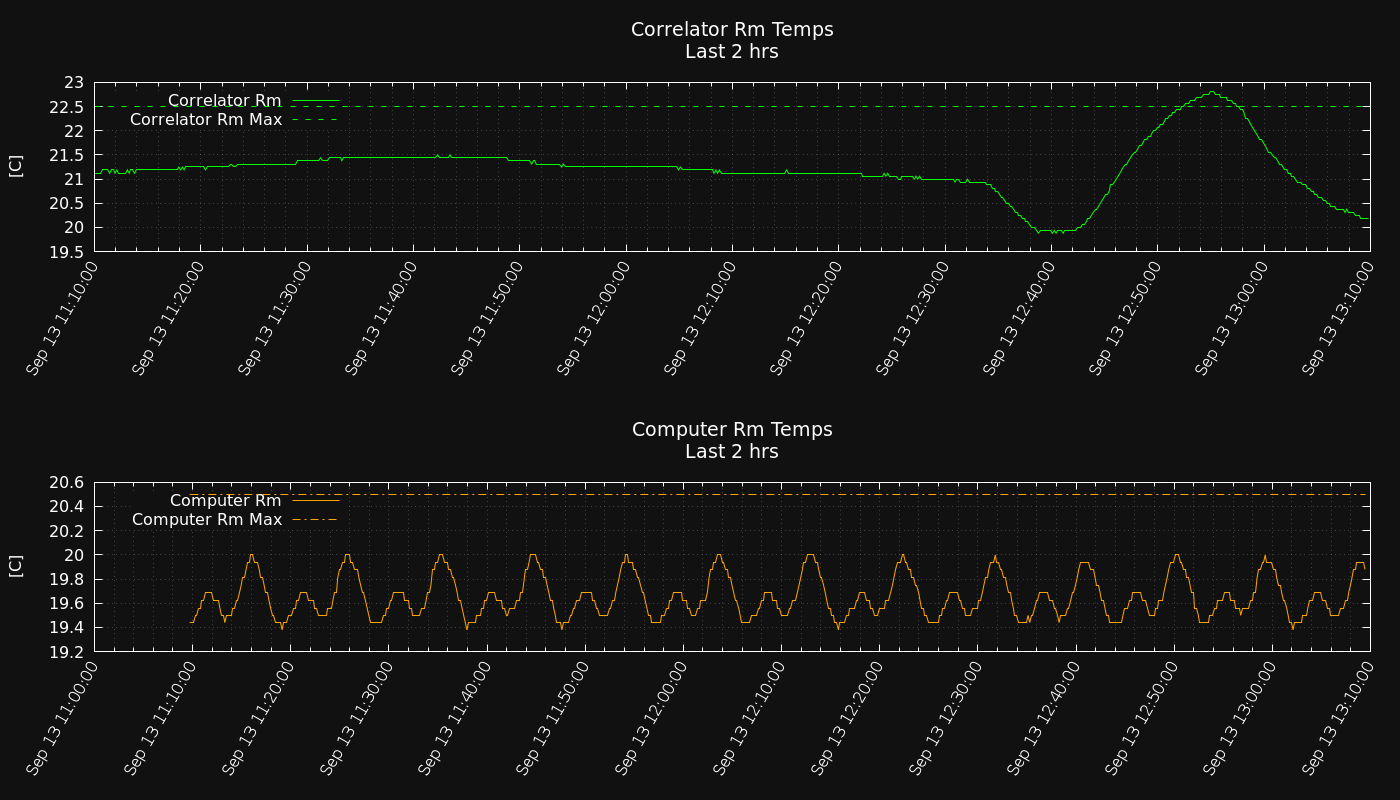 Correlator Rm Temps
Last 2 hrs
23
22.5
22
21.5
21
20.5
20
19.5
[C]
Correlator Rm
Correlator Rm Max
Sep 13 11:10:00
Sep 13 11:20:00
Sep 13 11:30:00
Sep 13 11:40:00
Sep 13 11:50:00
Sep 13 12:00:00
Sep 13 12:10:00
Sep 13 12:20:00
Sep 13 12:30:00
Sep 13 12:40:00
Sep 13 12:50:00
Sep 13 13:00:00
Sep 13 13:10:00
Computer Rm Temps
Last 2 hrs
20.6
20.4
20.2
20
19.8
19.6
19.4
19.2
[C]
Computer Rm
Computer Rm Max
Sep 13 11:00:00
Sep 13 11:10:00
Sep 13 11:20:00
Sep 13 11:30:00
Sep 13 11:40:00
Sep 13 11:50:00
Sep 13 12:00:00
Sep 13 12:10:00
Sep 13 12:20:00
Sep 13 12:30:00
Sep 13 12:40:00
Sep 13 12:50:00
Sep 13 13:00:00
Sep 13 13:10:00